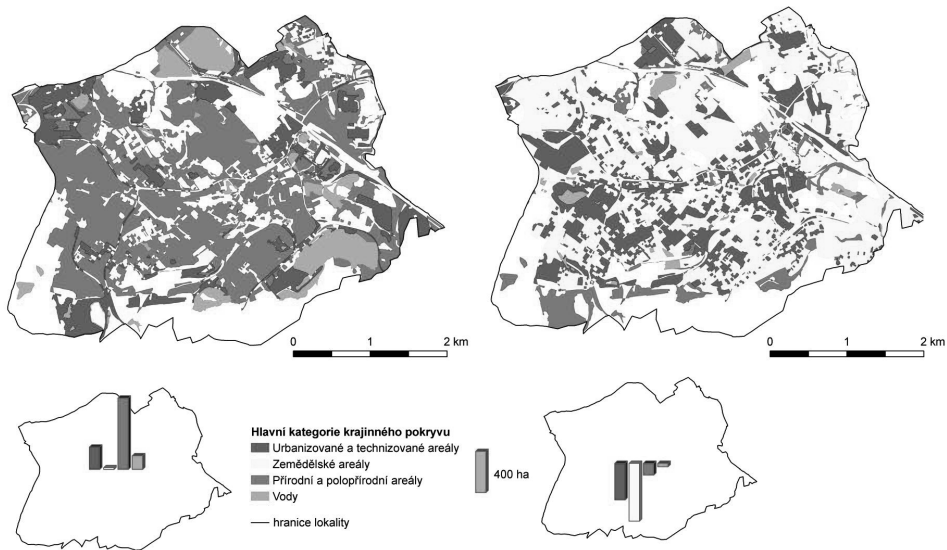 0 1 2 km
0 1 2 km
Hlavní kategorie krajinného pokryvu
Urbanizované a technizované areály
Zemědělské areály
Přírodní a polopřírodní areály
Vody
hranice lokality
400 ha